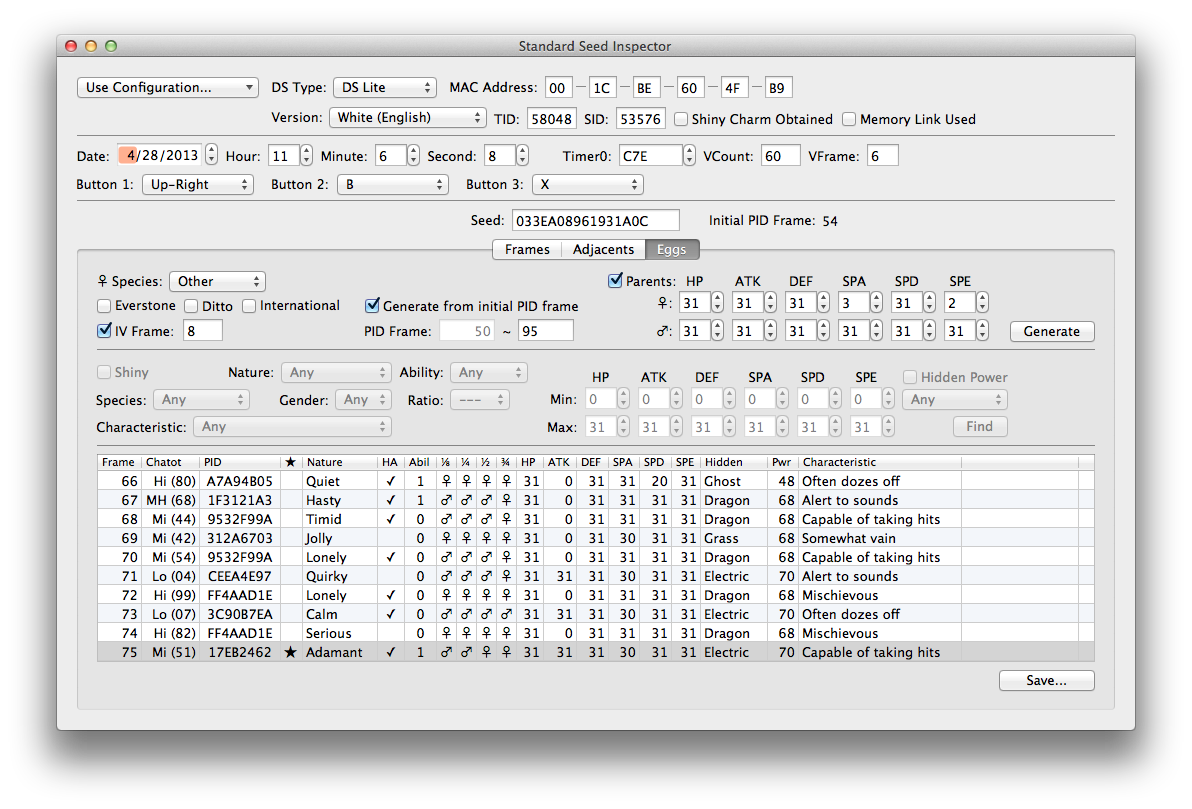 Standard Seed Inspector
Use Configuration... DS Type: DS Lite MAC Address: 00 – 1C – BE – 60 – 4F – B9
Version: White (English) TID: 58048 SID: 53576 Shiny Charm Obtained Memory Link Used
Date: 4/28/2013 Hour: 11 Minute: 6 Second: 8 Timer0: C7E VCount: 60 VFrame: 6
Button 1: Up-Right Button 2: B Button 3: X
Seed: 033EA08961931A0C Initial PID Frame: 54
Frames Adjacents Eggs
♀ Species: Other ✓ Parents: HP ATK DEF SPA SPD SPE
Everstone Ditto International ✓ Generate from initial PID frame ♀: 31 31 31 3 31 2
✓ IV Frame: 8 PID Frame: 50 ~ 95 ♂: 31 31 31 31 31 31 Generate
Shiny Nature: Any Ability: Any HP ATK DEF SPA SPD SPE Hidden Power
Species: Any Gender: Any Ratio: --- Min: 0 0 0 0 0 0 Any
Characteristic: Any Max: 31 31 31 31 31 31 Find
Frame Chatot PID ★ Nature HA Abil ⅛ ¼ ½ ¾ HP ATK DEF SPA SPD SPE Hidden Pwr Characteristic
66 Hi (80) A7A94B05 Quiet ✓ 1 ♀ ♀ ♀ ♀ 31 0 31 31 20 31 Ghost 48 Often dozes off
67 MH (68) 1F3121A3 Hasty ✓ 1 ♂ ♂ ♂ ♀ 31 0 31 31 31 31 Dragon 68 Alert to sounds
68 Mi (44) 9532F99A Timid ✓ 0 ♂ ♂ ♂ ♀ 31 0 31 31 31 31 Dragon 68 Capable of taking hits
69 Mi (42) 312A6703 Jolly 0 ♀ ♀ ♀ ♀ 31 0 31 30 31 31 Grass 68 Somewhat vain
70 Mi (54) 9532F99A Lonely ✓ 0 ♂ ♂ ♂ ♀ 31 0 31 31 31 31 Dragon 68 Capable of taking hits
71 Lo (04) CEEA4E97 Quirky 0 ♂ ♂ ♂ ♀ 31 31 31 30 31 31 Electric 70 Alert to sounds
72 Hi (99) FF4AAD1E Lonely ✓ 0 ♀ ♀ ♀ ♀ 31 0 31 31 31 31 Dragon 68 Mischievous
73 Lo (07) 3C90B7EA Calm ✓ 0 ♂ ♂ ♂ ♂ 31 31 31 30 31 31 Electric 70 Often dozes off
74 Hi (82) FF4AAD1E Serious 0 ♀ ♀ ♀ ♀ 31 0 31 31 31 31 Dragon 68 Mischievous
75 Mi (51) 17EB2462 ★ Adamant ✓ 1 ♂ ♂ ♀ ♀ 31 31 31 30 31 31 Electric 70 Capable of taking hits
Save...